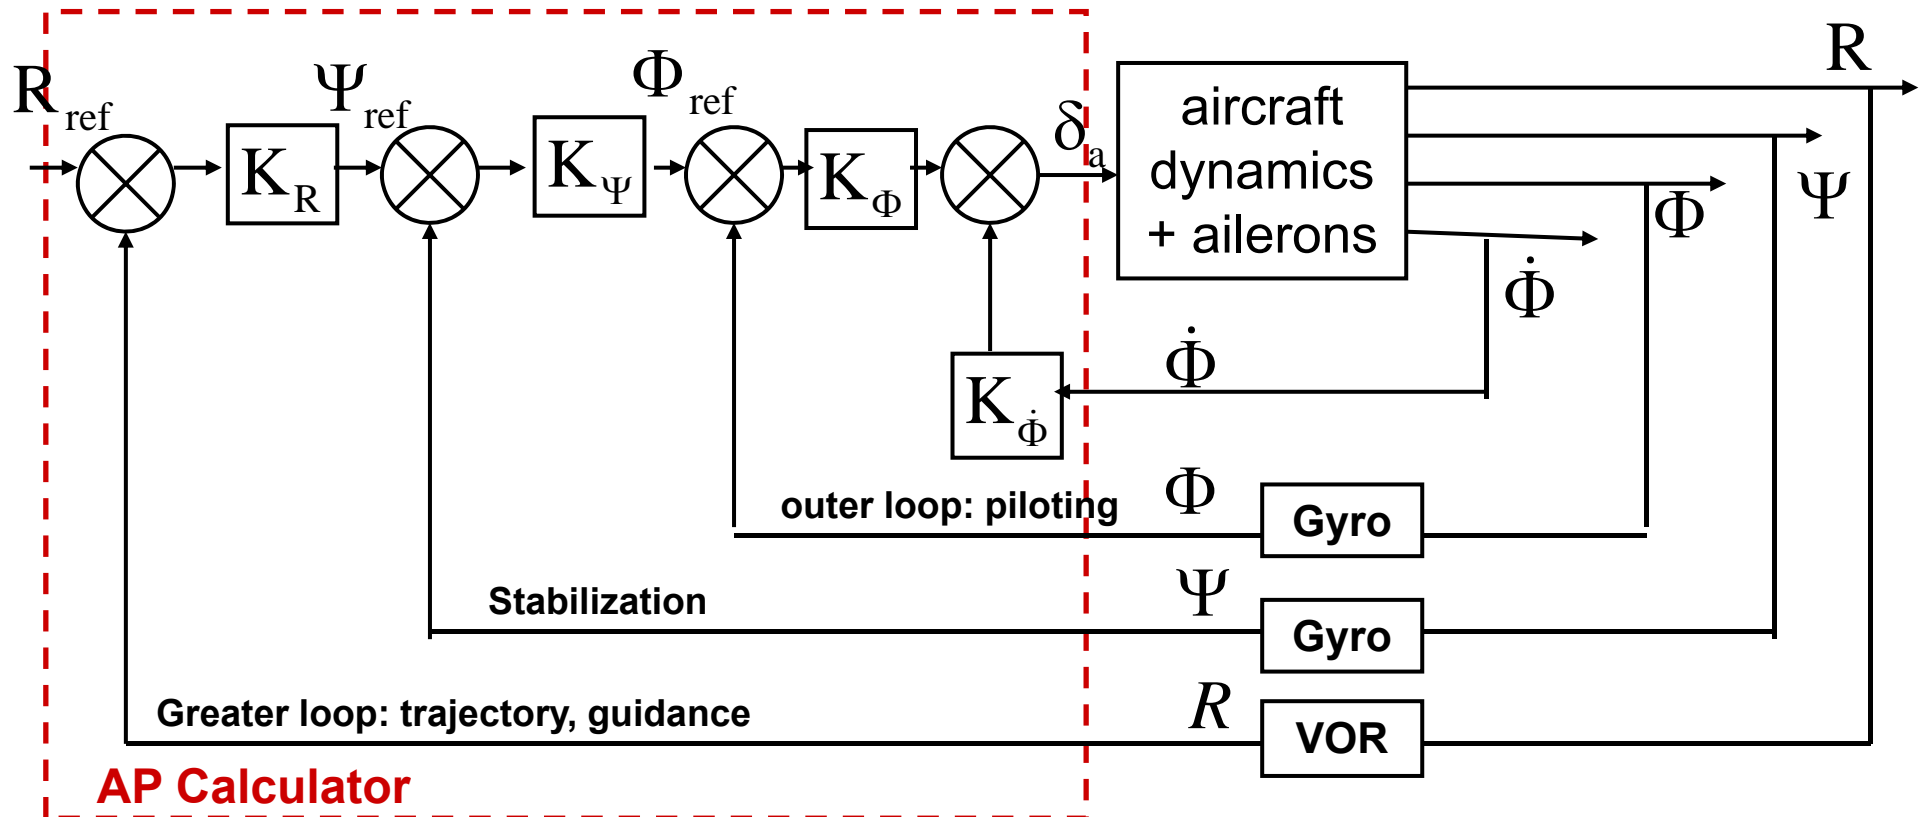 R ref
Ψ ref
Φ ref
δ a
aircraft
dynamics
+ ailerons
R
Ψ
Φ
Φ̇
K R
K Ψ
K Φ
Φ̇
K Φ̇
outer loop: piloting
Φ
Gyro
Stabilization
Ψ
Gyro
Greater loop: trajectory, guidance
R
VOR
AP Calculator